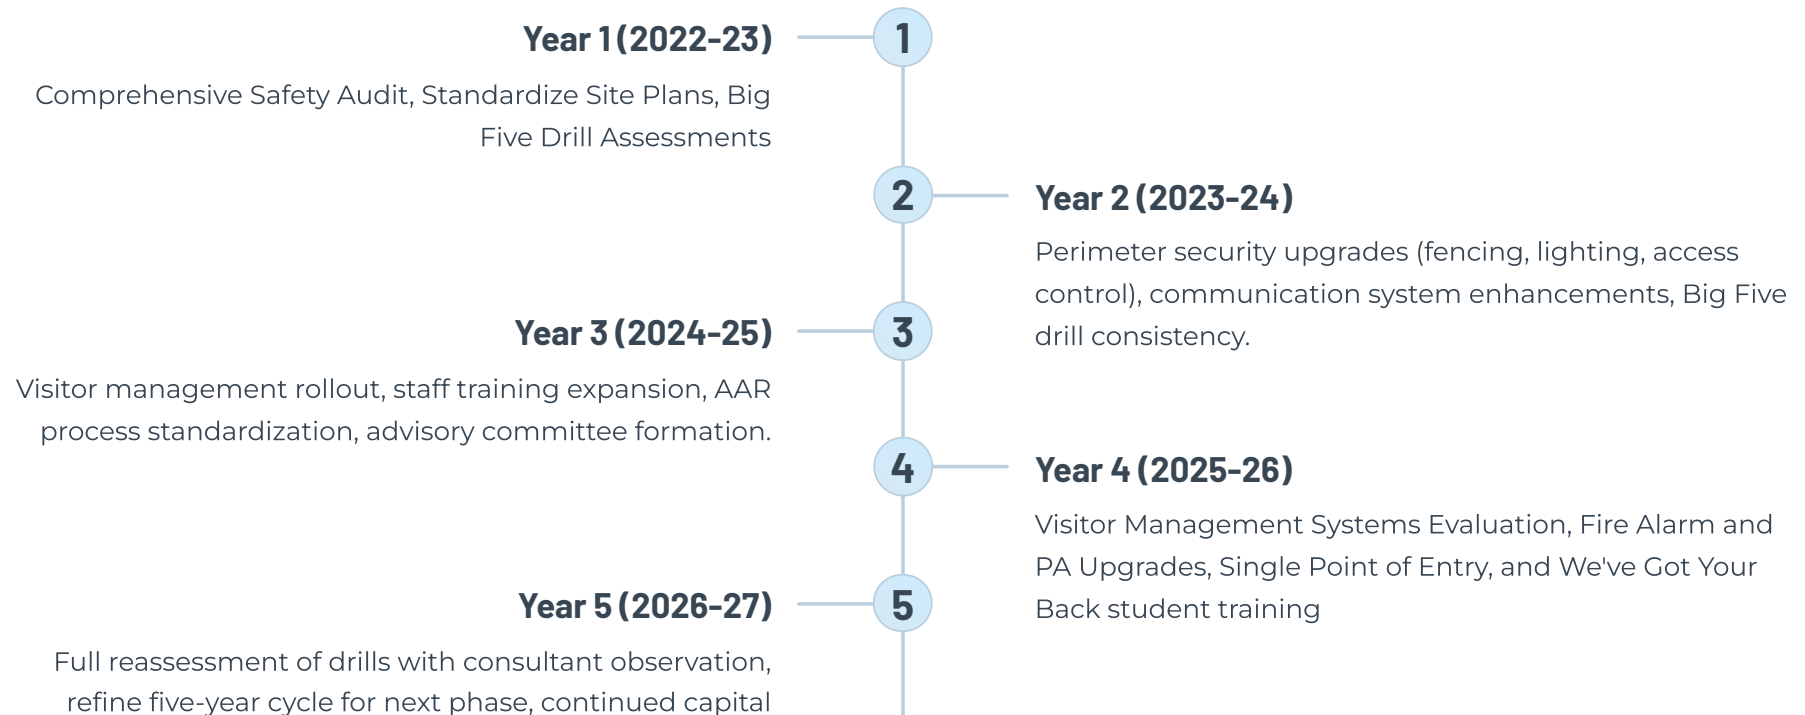 Year 1 (2022-23)
1
Comprehensive Safety Audit, Standardize Site Plans, Big
Five Drill Assessments
2
Year 2 (2023-24)
Perimeter security upgrades (fencing, lighting, access
control), communication system enhancements, Big Five
drill consistency.
Year 3 (2024-25)
3
Visitor management rollout, staff training expansion, AAR
process standardization, advisory committee formation.
4
Year 4 (2025-26)
Visitor Management Systems Evaluation, Fire Alarm and
PA Upgrades, Single Point of Entry, and We've Got Your
Back student training
Year 5 (2026-27)
5
Full reassessment of drills with consultant observation,
refine five-year cycle for next phase, continued capital